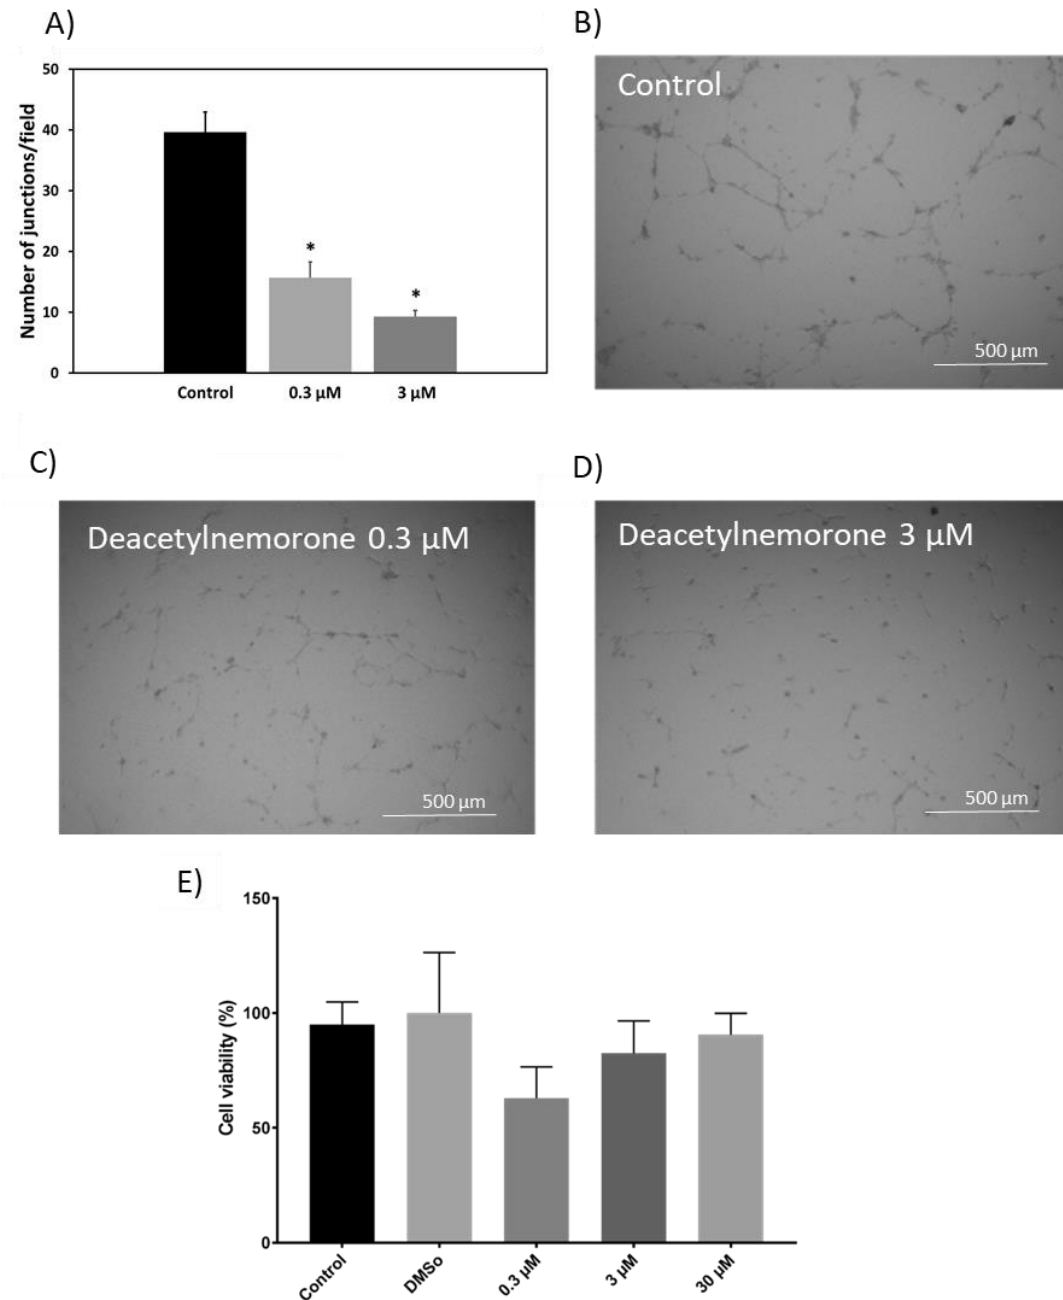 A)
50
40
30
20
10
0
Number of junctions/field
*
*
Control
0.3 µM
3 µM
B)
Control
500 µm
C)
Deacetylnemorone 0.3 µM
500 µm
D)
Deacetylnemorone 3 µM
500 µm
E)
150
100
50
0
Cell viability (%)
Control
DMSo
0.3 µM
3 µM
30 µM